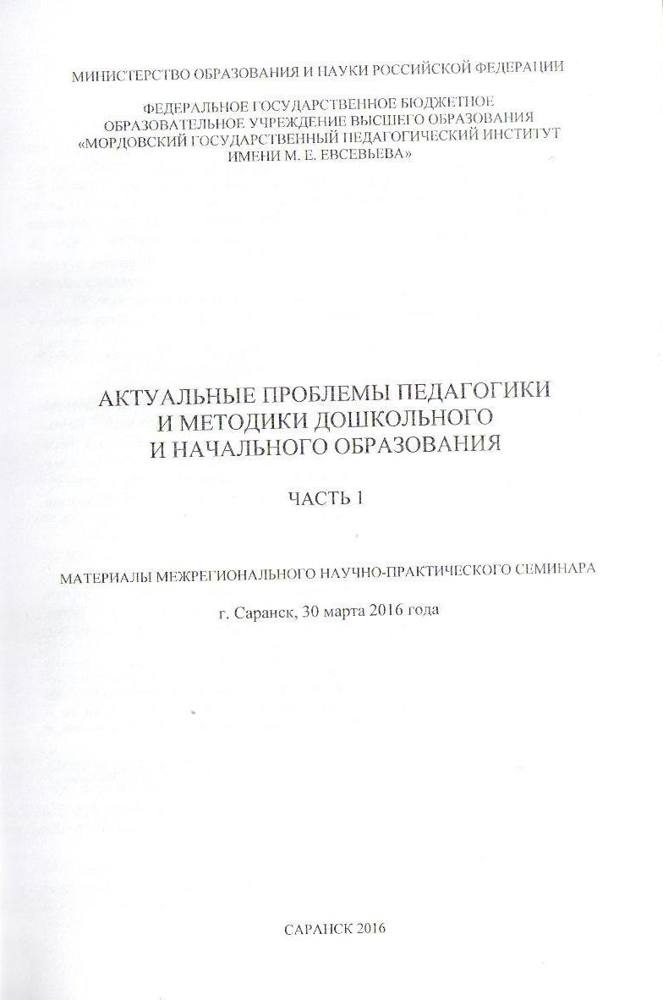 МИНИСТЕРСТВО ОБРАЗОВАНИЯ И НАУКИ РОССИЙСКОЙ ФЕДЕРАЦИИ
ФЕДЕРАЛЬНОЕ ГОСУДАРСТВЕННОЕ БЮДЖЕТНОЕ
ОБРАЗОВАТЕЛЬНОЕ УЧРЕЖДЕНИЕ ВЫСШЕГО ОБРАЗОВАНИЯ
«МОРДОВСКИЙ ГОСУДАРСТВЕННЫЙ ПЕДАГОГИЧЕСКИЙ ИНСТИТУТ
ИМЕНИ М. Е. ЕВСЕВЬЕВА»
АКТУАЛЬНЫЕ ПРОБЛЕМЫ ПЕДАГОГИКИ
И МЕТОДИКИ ДОШКОЛЬНОГО
И НАЧАЛЬНОГО ОБРАЗОВАНИЯ
ЧАСТЬ 1
МАТЕРИАЛЫ МЕЖРЕГИОНАЛЬНОГО НАУЧНО-ПРАКТИЧЕСКОГО СЕМИНАРА
г. Саранск, 30 марта 2016 года
САРАНСК 2016